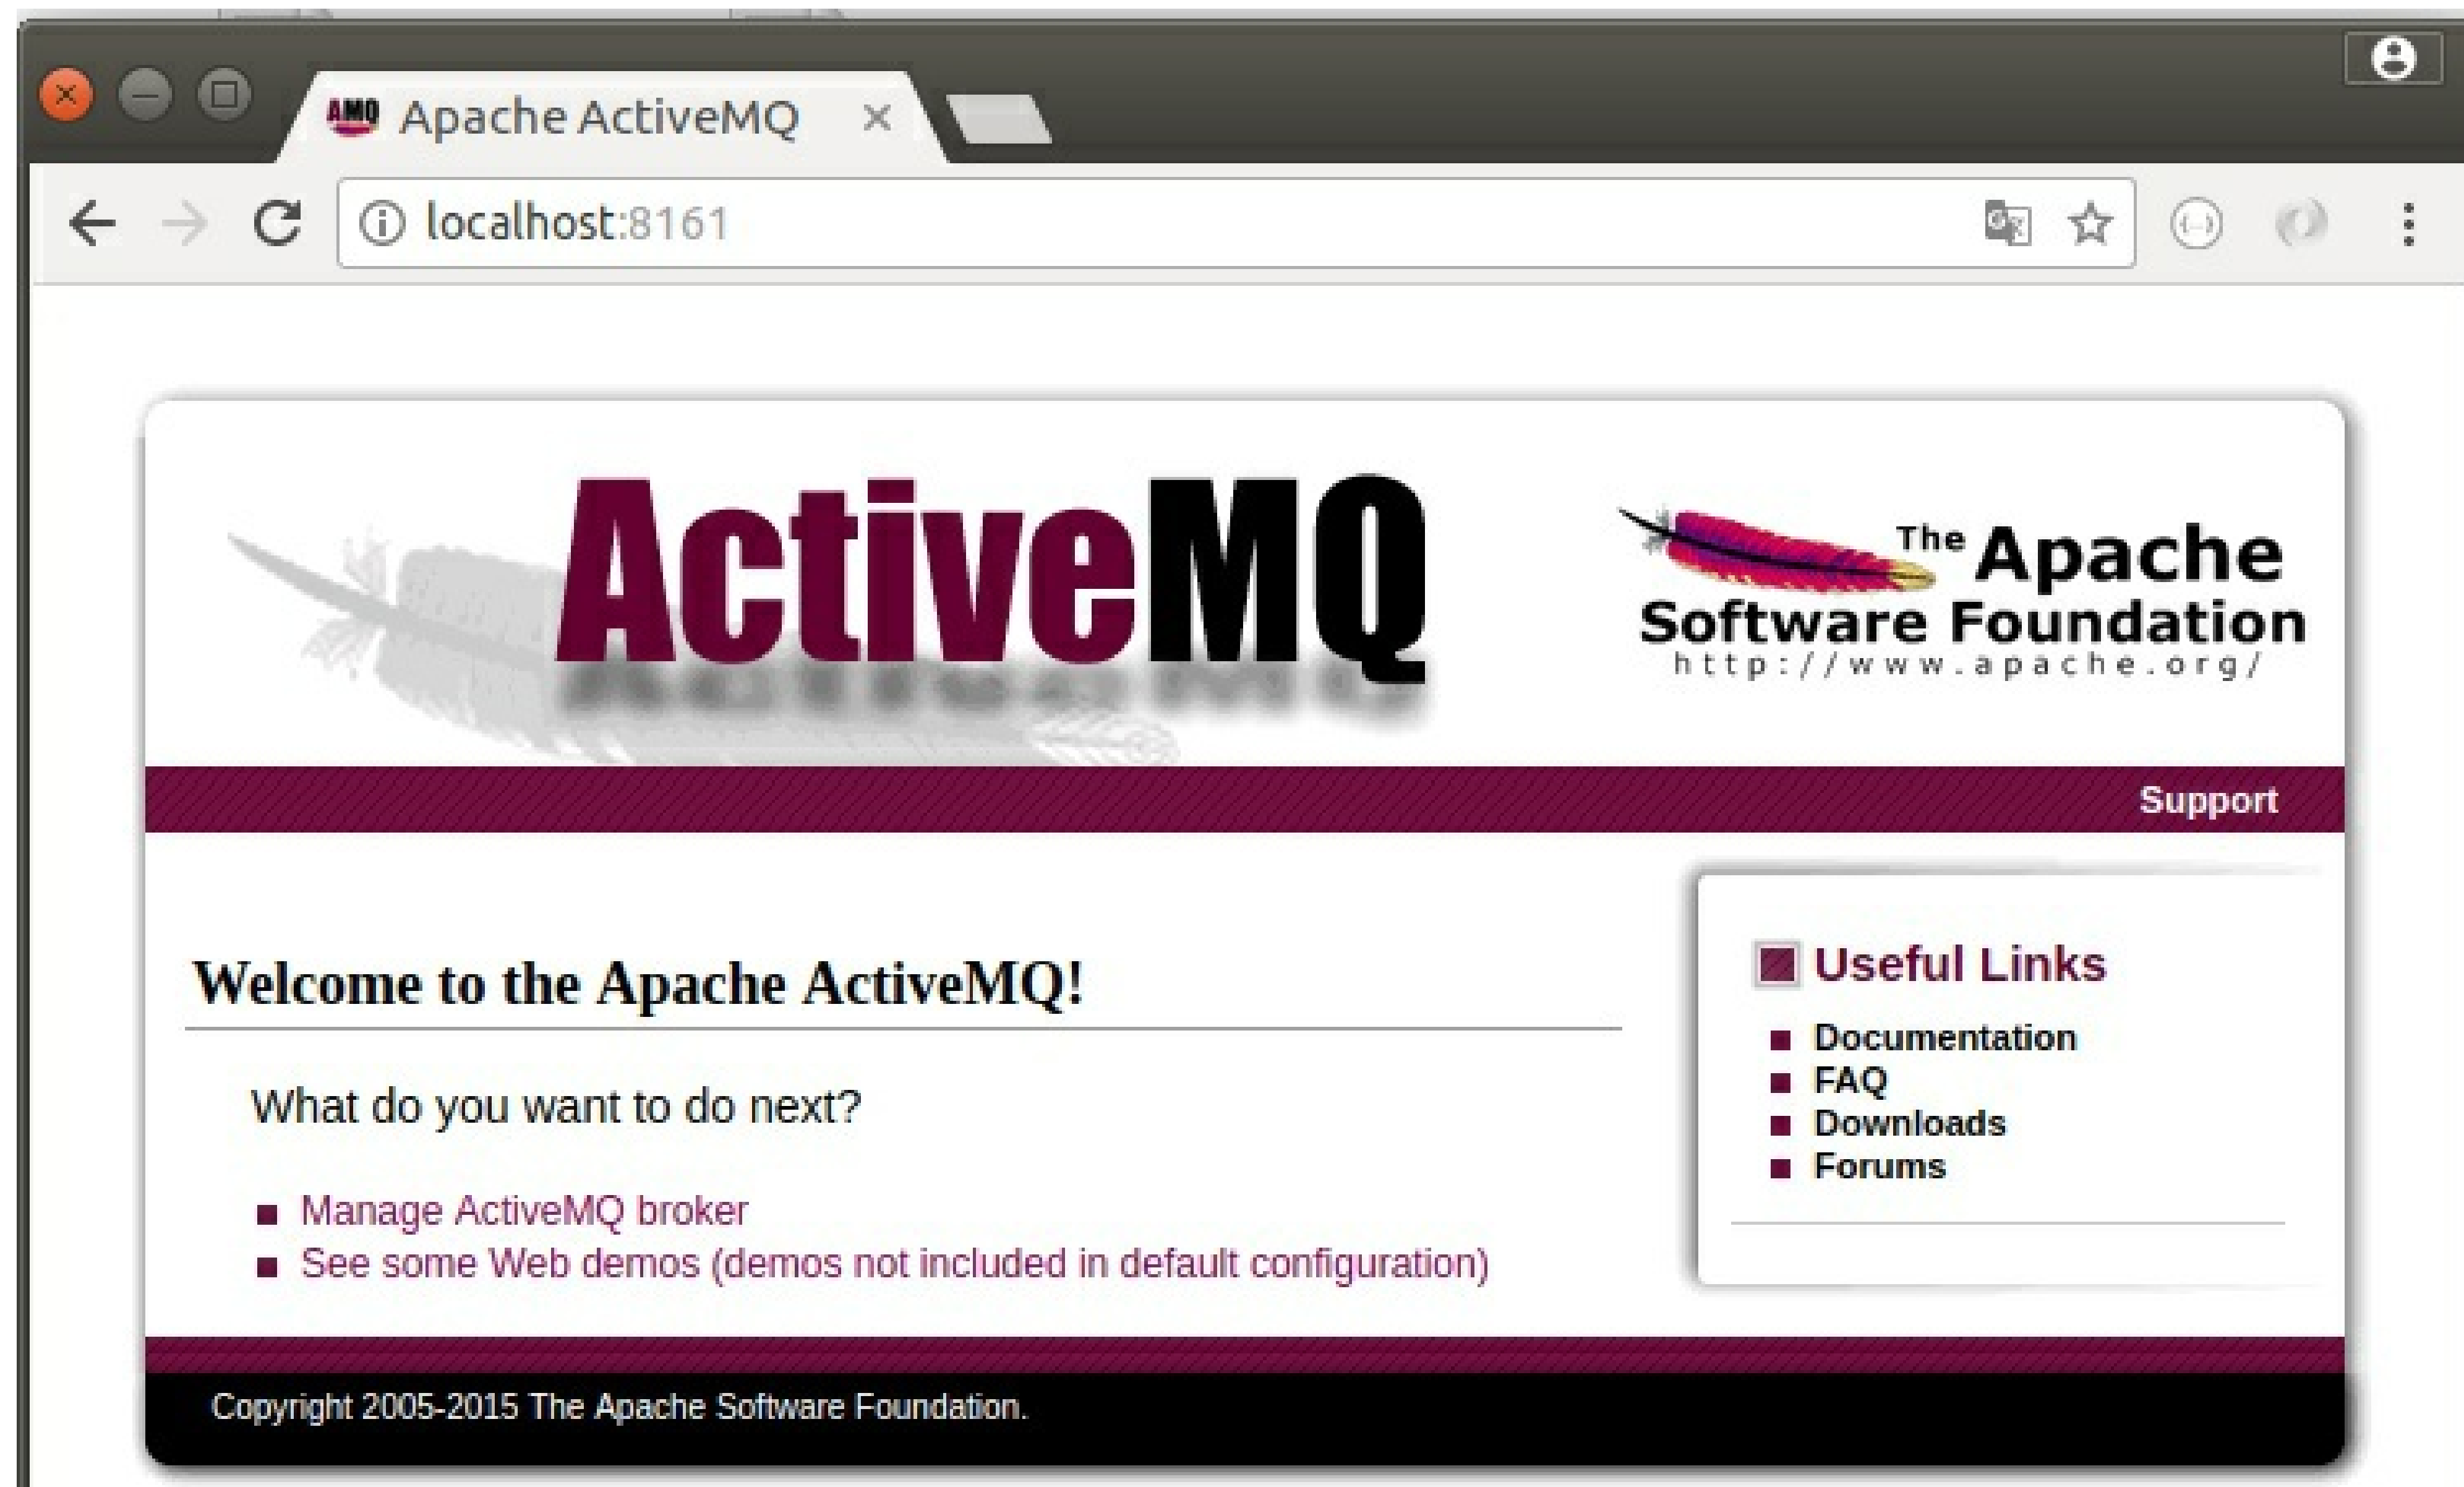 AMQ Apache ActiveMQ
localhost:8161
ActiveMQ
The Apache
Software Foundation
http://www.apache.org/
Support
Welcome to the Apache ActiveMQ!
What do you want to do next?
Manage ActiveMQ broker
See some Web demos (demos not included in default configuration)
Useful Links
Documentation
FAQ
Downloads
Forums
Copyright 2005-2015 The Apache Software Foundation.